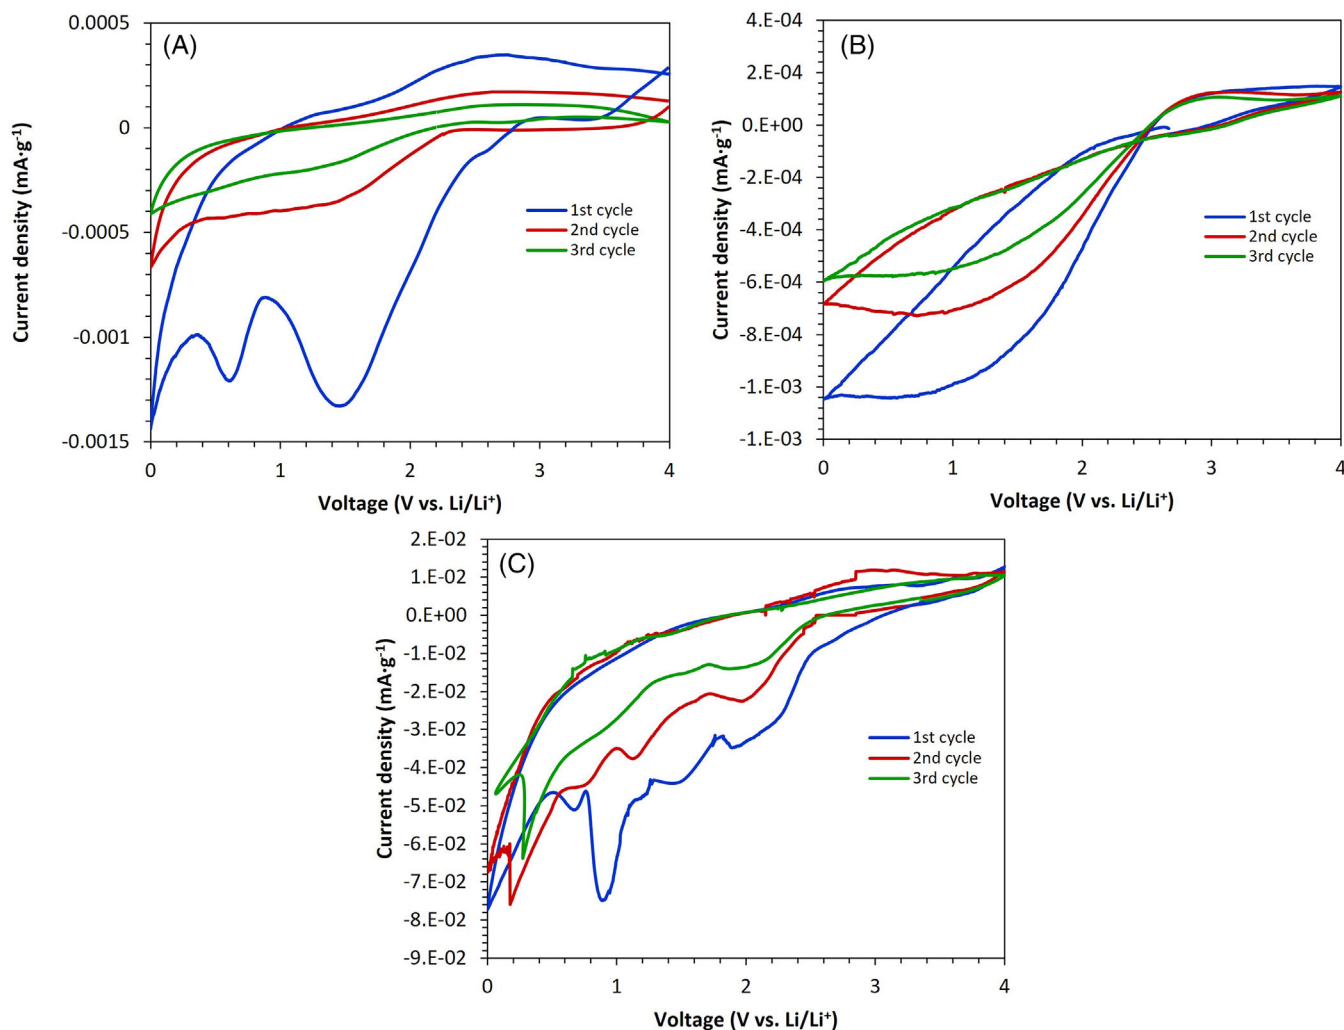 (A)
0.0005
0
-0.0005
-0.001
-0.0015
Current density (mA·g⁻¹)
1st cycle
2nd cycle
3rd cycle
0 1 2 3 4
Voltage (V vs. Li/Li⁺)
(B)
4.E-04
2.E-04
0.E+00
-2.E-04
-4.E-04
-6.E-04
-8.E-04
-1.E-03
-1.E-03
Current density (mA·g⁻¹)
1st cycle
2nd cycle
3rd cycle
0 1 2 3 4
Voltage (V vs. Li/Li⁺)
(C)
2.E-02
1.E-02
0.E+00
-1.E-02
-2.E-02
-3.E-02
-4.E-02
-5.E-02
-6.E-02
-7.E-02
-8.E-02
-9.E-02
Current density (mA·g⁻¹)
1st cycle
2nd cycle
3rd cycle
0 1 2 3 4
Voltage (V vs. Li/Li⁺)